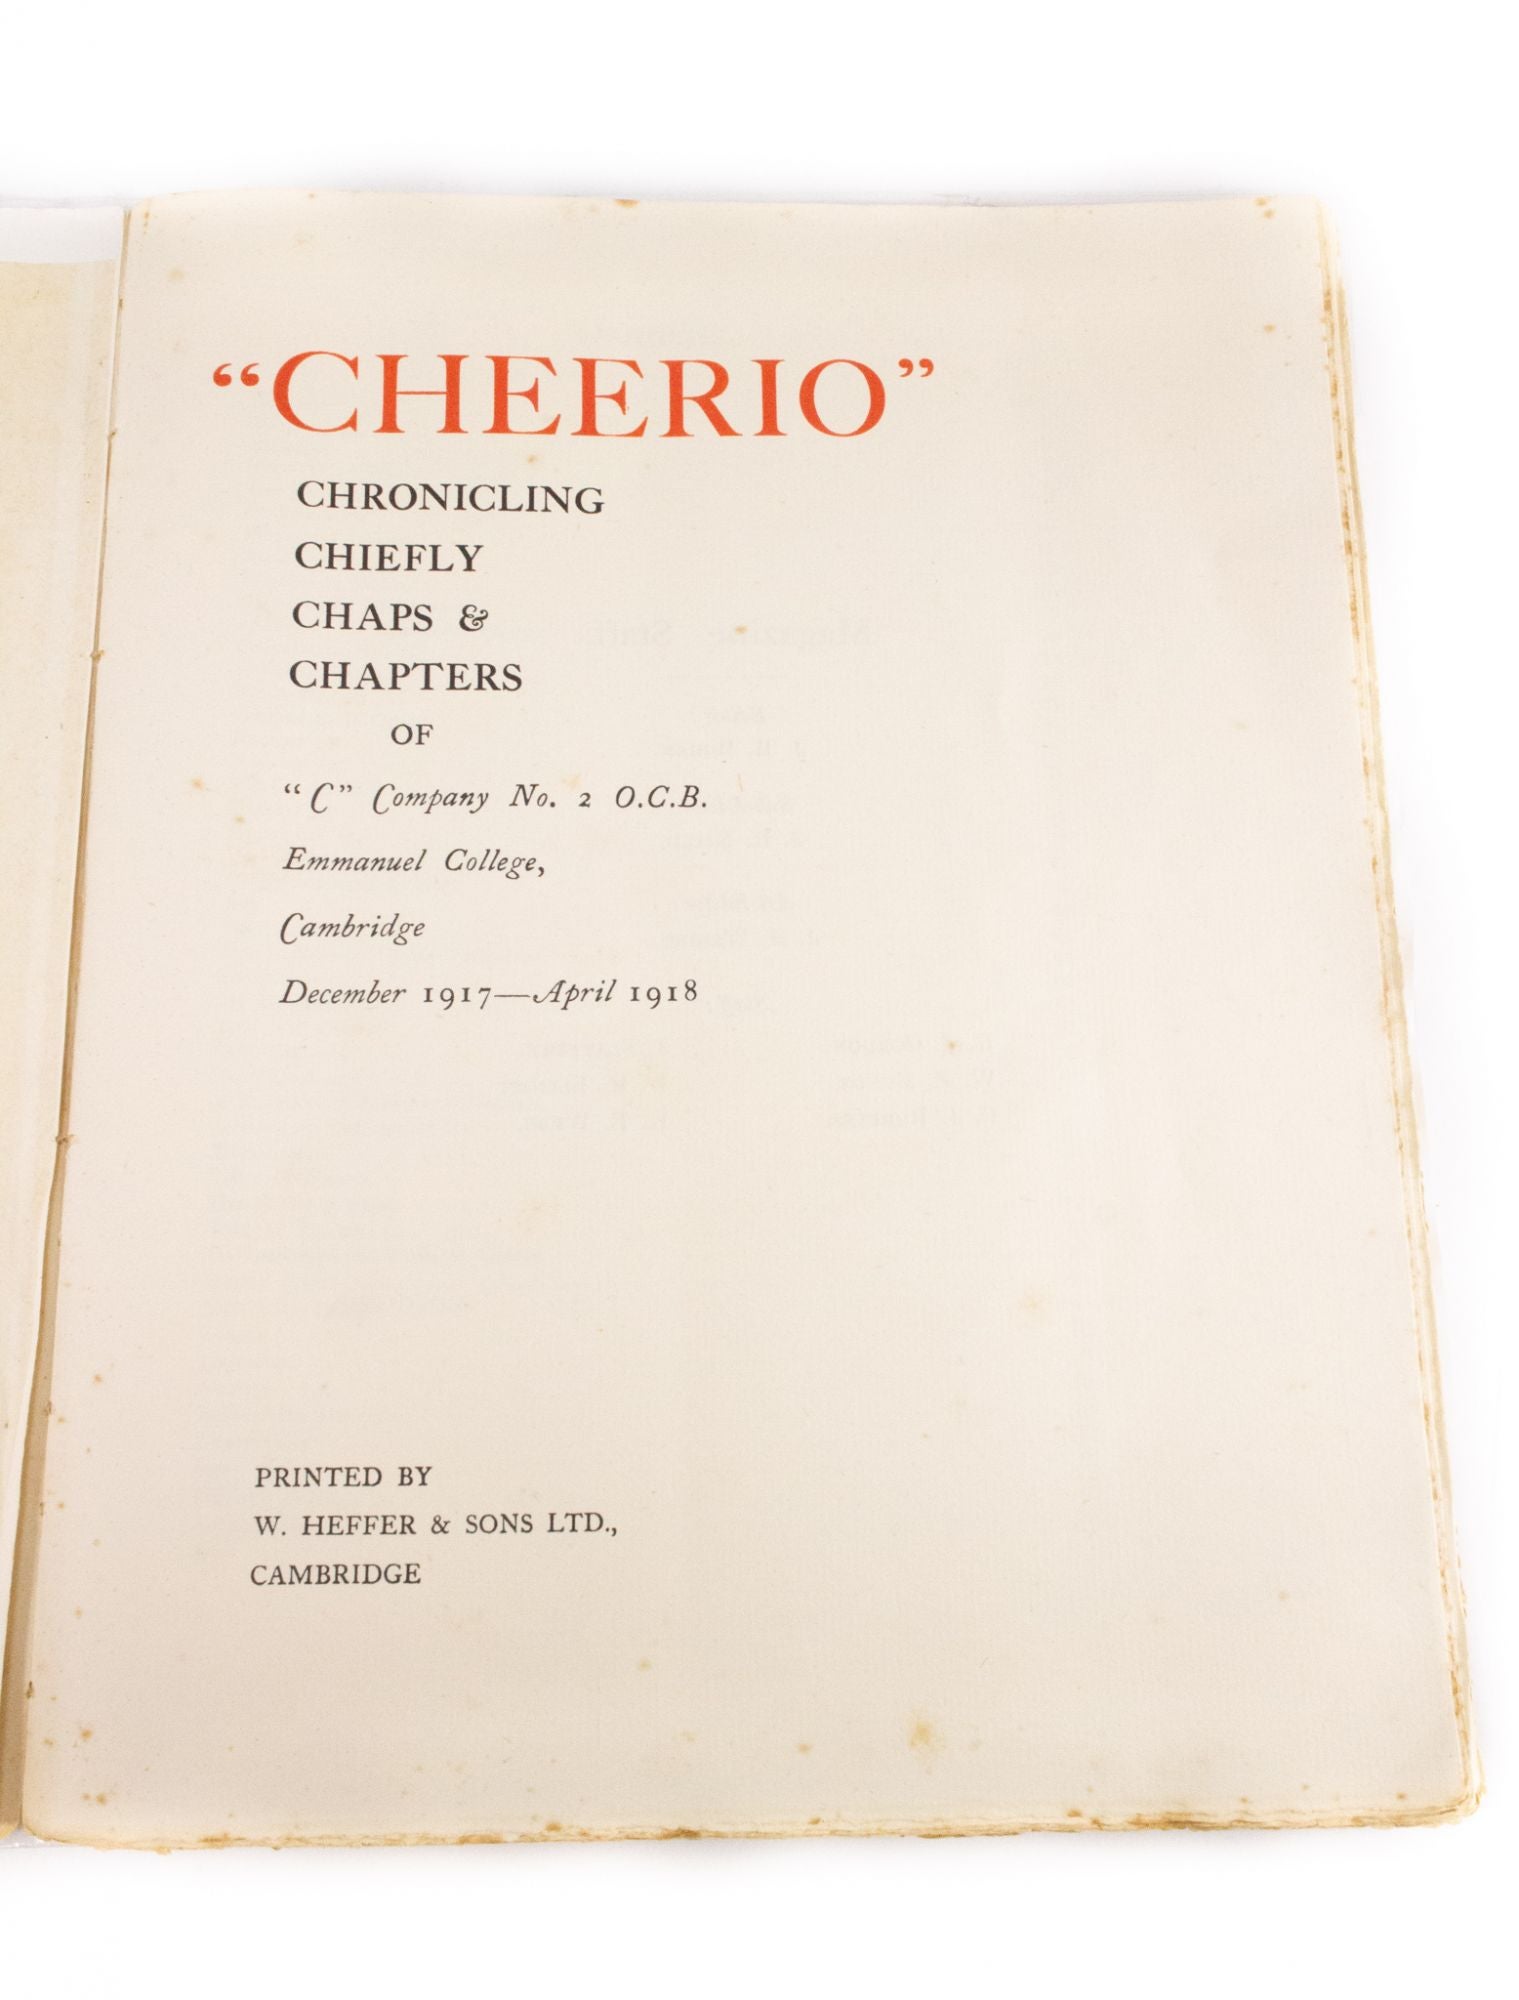 “CHEERIO”
CHRONICLING
CHIEFLY
CHAPS &
CHAPTERS
OF
“C” Company No. 2 O.C.B.
Emmanuel College,
Cambridge
December 1917—April 1918
PRINTED BY
W. HEFFER & SONS LTD.,
CAMBRIDGE